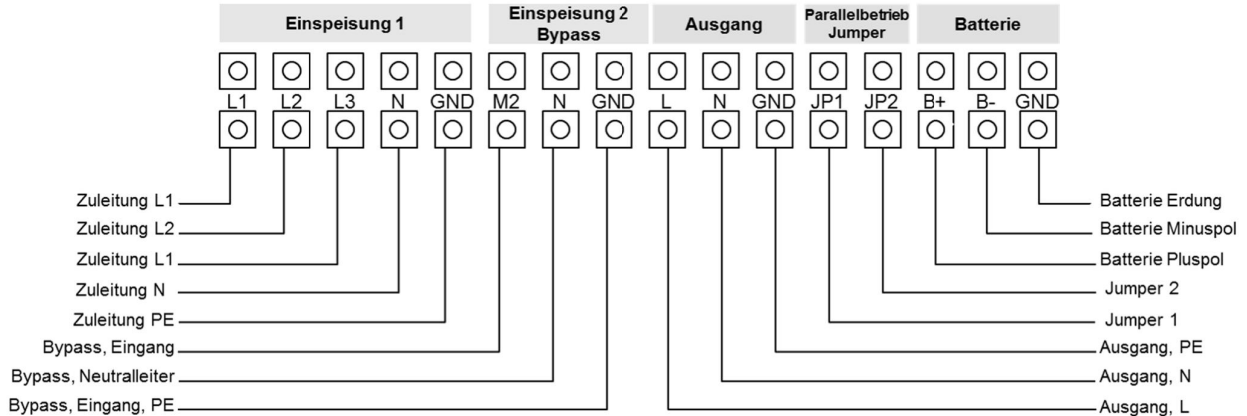 Einspeisung 1
Einspeisung 2
Bypass
Ausgang
Parallelbetrieb
Jumper
Batterie
L1 L2 L3 N GND M2 N GND L N GND JP1 JP2 B+ B- GND
Zuleitung L1
Zuleitung L2
Zuleitung L1
Zuleitung N
Zuleitung PE
Bypass, Eingang
Bypass, Neutralleiter
Bypass, Eingang, PE
Batterie Erdung
Batterie Minuspol
Batterie Pluspol
Jumper 2
Jumper 1
Ausgang, PE
Ausgang, N
Ausgang, L